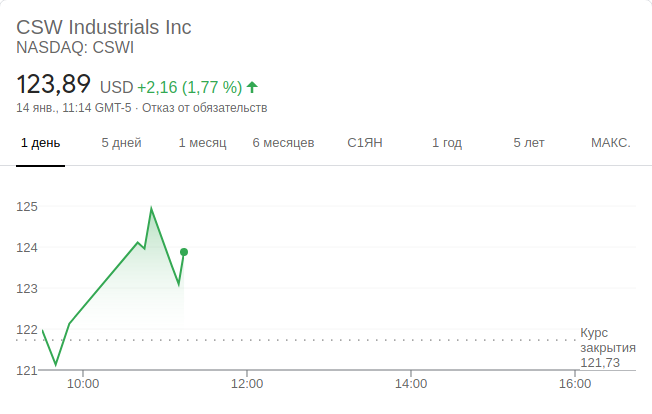 CSW Industrials Inc
NASDAQ: CSWI
123,89 USD +2,16 (1,77 %)
14 янв., 11:14 GMT-5 · Отказ от обязательств
1 день 5 дней 1 месяц 6 месяцев С1ЯН 1 год 5 лет МАКС.
125
124
123
122
Курс
закрытия
121,73
121
10:00 12:00 14:00 16:00